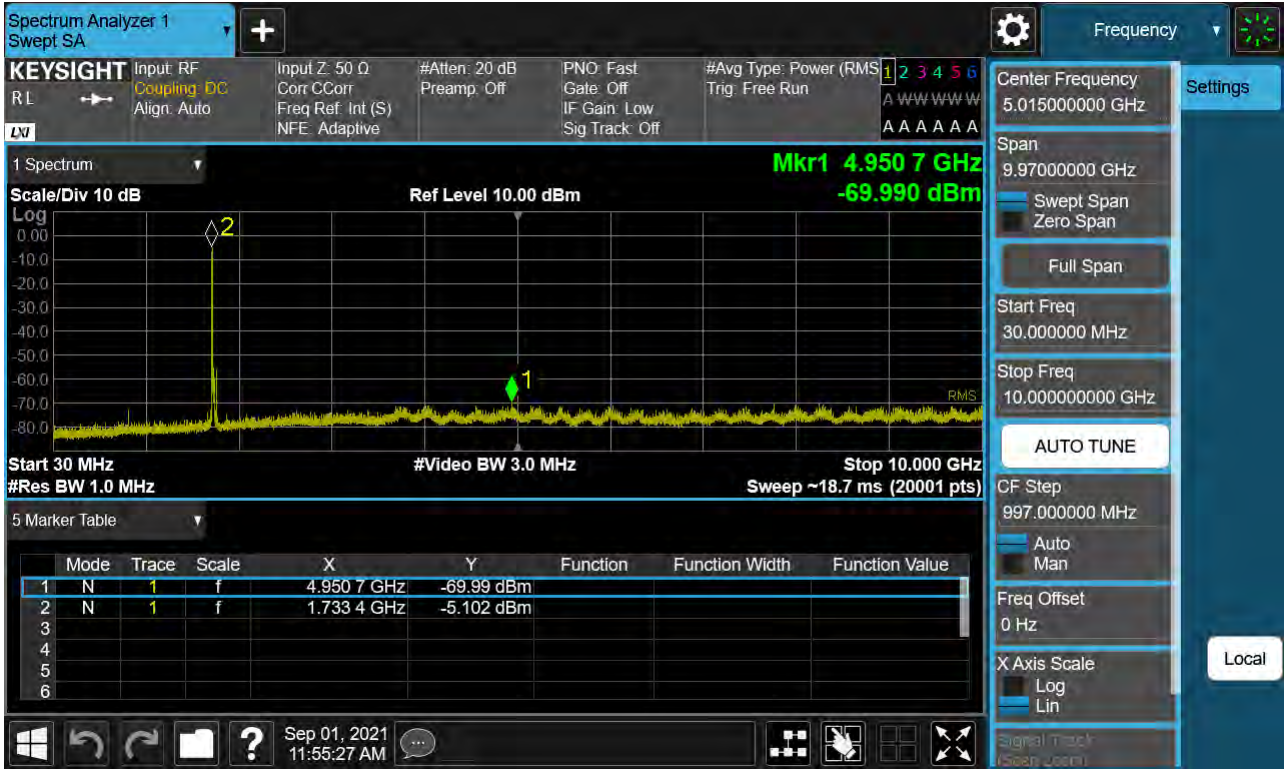 Spectrum Analyzer 1
Swept SA
Frequency
KEYSIGHT
RL
LXI
Input: RF
Coupling: DC
Align: Auto
Input Z: 50 Ω
Corr CCorr
Freq Ref: Int (S)
NFE: Adaptive
#Atten: 20 dB
Preamp: Off
PNO: Fast
Gate: Off
IF Gain: Low
Sig Track: Off
#Avg Type: Power (RMS
Trig: Free Run
1 2 3 4 5 6
A W W W W W
A A A A A A
1 Spectrum
Mkr1 4.950 7 GHz
-69.990 dBm
Scale/Div 10 dB
Ref Level 10.00 dBm
Log
0.00
-10.0
-20.0
-30.0
-40.0
-50.0
-60.0
-70.0
-80.0
2
1
RMS
Start 30 MHz
#Video BW 3.0 MHz
Stop 10.000 GHz
#Res BW 1.0 MHz
Sweep ~18.7 ms (20001 pts)
5 Marker Table
Mode Trace Scale X Y Function Function Width Function Value
1 N 1 f 4.950 7 GHz -69.99 dBm
2 N 1 f 1.733 4 GHz -5.102 dBm
3
4
5
6
Sep 01, 2021
11:55:27 AM
Center Frequency
5.015000000 GHz
Settings
Span
9.97000000 GHz
Swept Span
Zero Span
Full Span
Start Freq
30.000000 MHz
Stop Freq
10.000000000 GHz
AUTO TUNE
CF Step
997.000000 MHz
Auto
Man
Freq Offset
0 Hz
X Axis Scale
Log
Lin
Local
Signal Track
(Span Zoom)